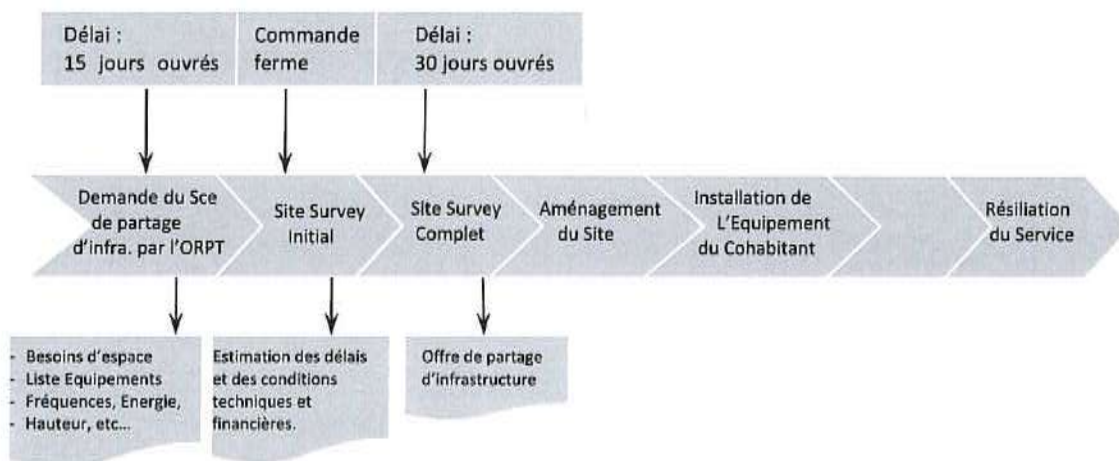 Délai :
15 jours ouvrés
Commande
ferme
Délai :
30 jours ouvrés
Demande du Sce
de partage
d'infra. par l'ORPT
Site Survey
Initial
Site Survey
Complet
Aménagement
du Site
Installation de
L'Equipement
du Cohabitant
Résiliation
du Service
- Besoins d'espace
- Liste Equipements
- Fréquences, Energie,
- Hauteur, etc...
Estimation des délais
et des conditions
techniques et
financières.
Offre de partage
d'infrastructure